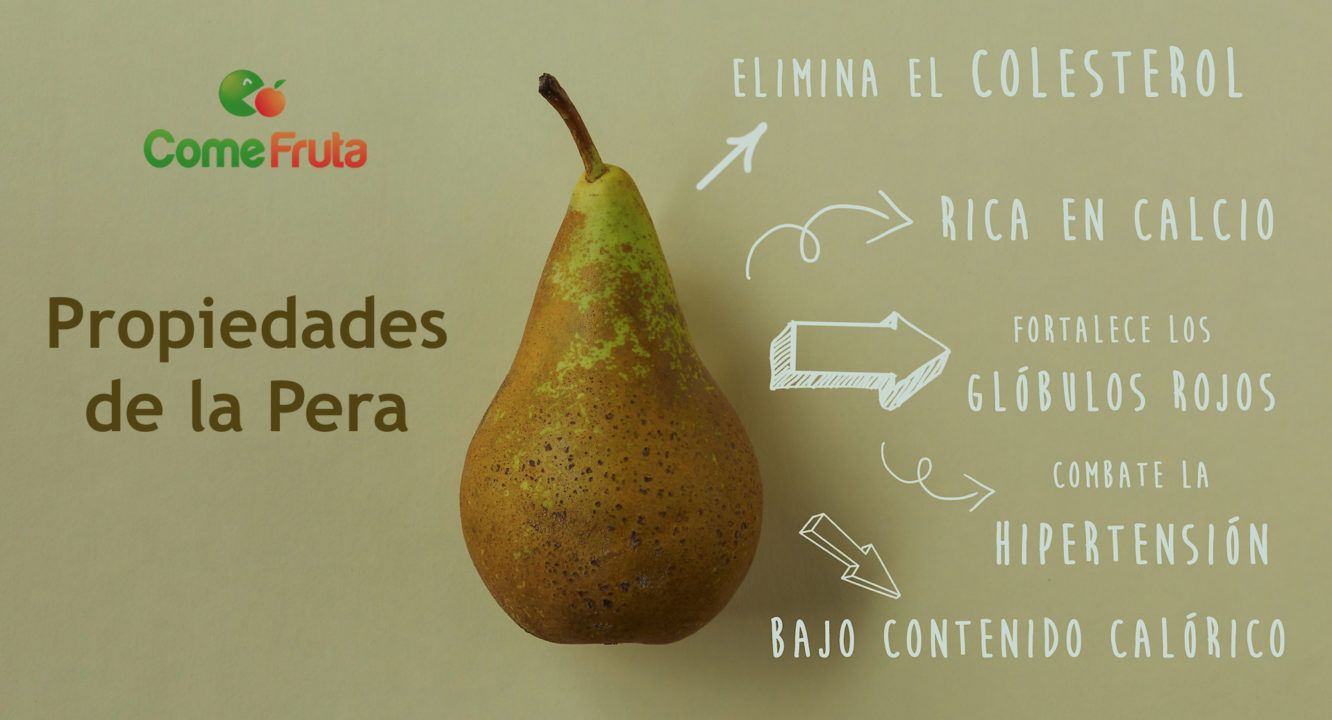 ComeFruta
Propiedades
de la Pera
ELIMINA EL COLESTEROL
RICA EN CALCIO
FORTALECE LOS
GLÓBULOS ROJOS
COMBATE LA
HIPERTENSIÓN
BAJO CONTENIDO CALÓRICO